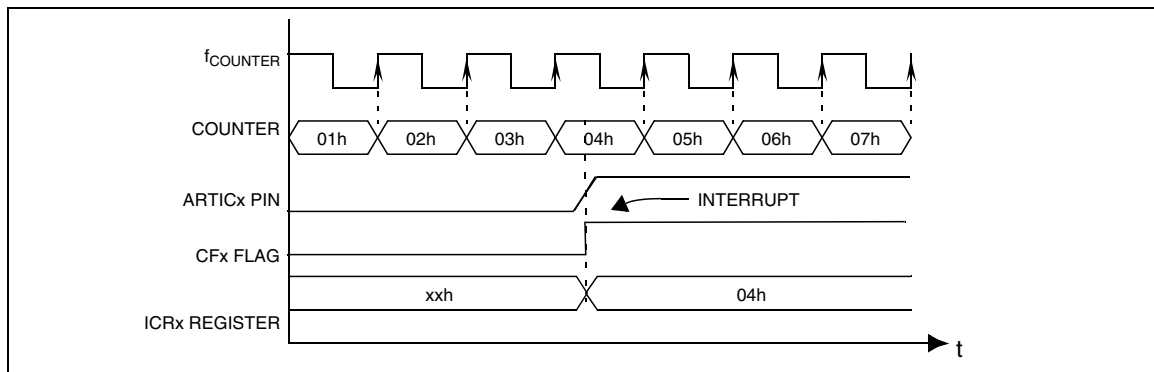 fCOUNTER
COUNTER
01h 02h 03h 04h 05h 06h 07h
ARTICx PIN
INTERRUPT
CFx FLAG
xxh 04h
ICRx REGISTER
t